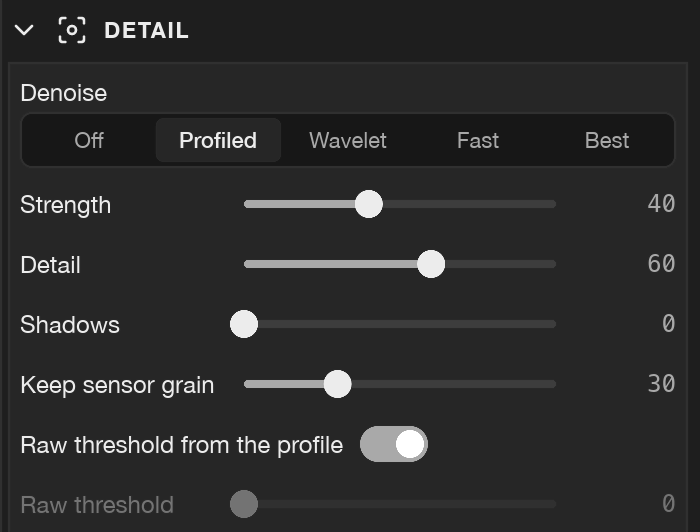 DETAIL
Denoise
Off Profiled Wavelet Fast Best
Strength 40
Detail 60
Shadows 0
Keep sensor grain 30
Raw threshold from the profile
Raw threshold 0